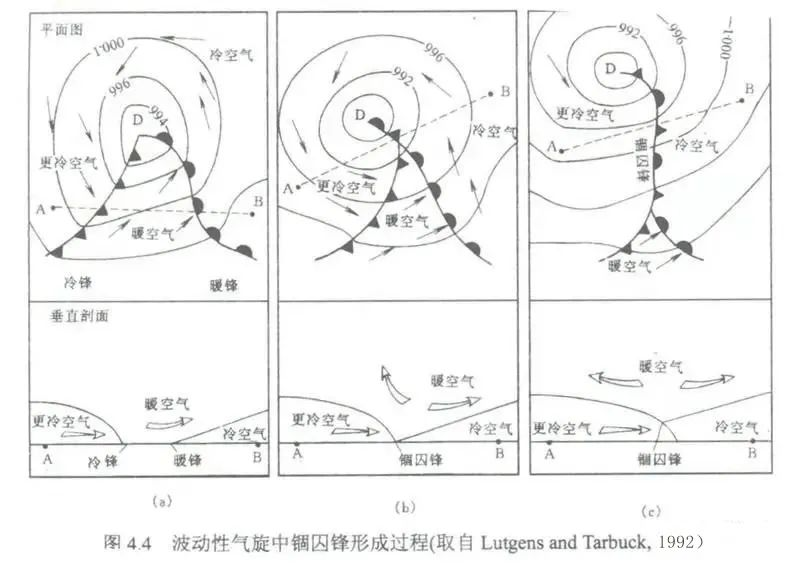 平面图
1000
冷空气
996
994
D
更冷空气
A
B
暖空气
冷锋
暖锋
垂直剖面
暖空气
更冷空气
冷空气
A
冷锋
暖锋
B
(a)
996
992
B
D
冷空气
A
更冷空气
暖空气
暖空气
更冷空气
冷空气
A
锢囚锋
B
(b)
992
996
1000
D
B
更冷空气
A
冷空气
锢囚锋
暖空气
暖空气
更冷空气
冷空气
A
锢囚锋
B
(c)
图 4.4 波动性气旋中锢囚锋形成过程(取自 Lutgens and Tarbuck, 1992)